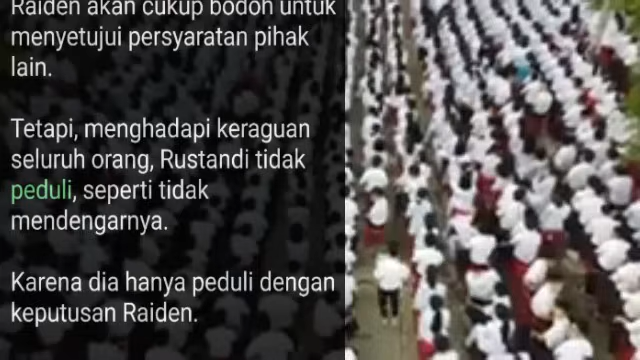 Raiden akan cukup bodoh untuk
menyetujui persyaratan pihak
lain.
Tetapi, menghadapi keraguan
seluruh orang, Rustandi tidak
peduli, seperti tidak
mendengarnya.
Karena dia hanya peduli dengan
keputusan Raiden.